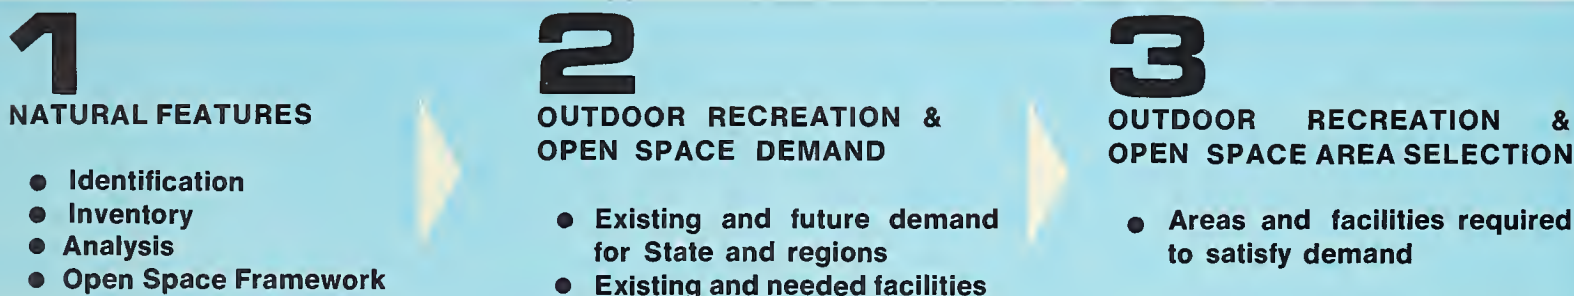 1
NATURAL FEATURES
● Identification
● Inventory
● Analysis
● Open Space Framework
2
OUTDOOR RECREATION &
OPEN SPACE DEMAND
● Existing and future demand
for State and regions
● Existing and needed facilities
3
OUTDOOR RECREATION &
OPEN SPACE AREA SELECTION
● Areas and facilities required
to satisfy demand